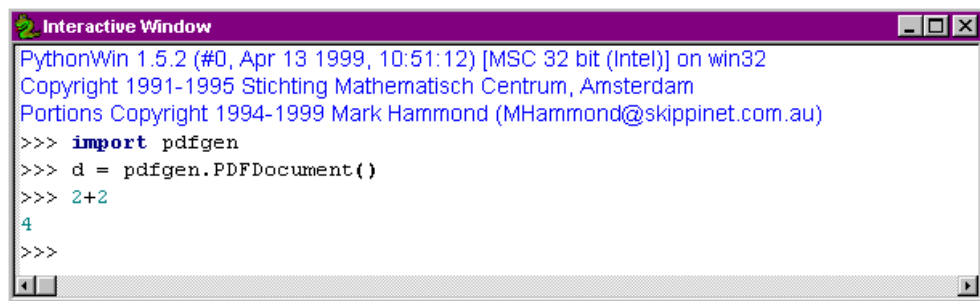 Interactive Window
PythonWin 1.5.2 (#0, Apr 13 1999, 10:51:12) [MSC 32 bit (Intel)] on win32
Copyright 1991-1995 Stichting Mathematisch Centrum, Amsterdam
Portions Copyright 1994-1999 Mark Hammond (MHammond@skippinet.com.au)
>>> import pdfgen
>>> d = pdfgen.PDFDocument()
>>> 2+2
4
>>>